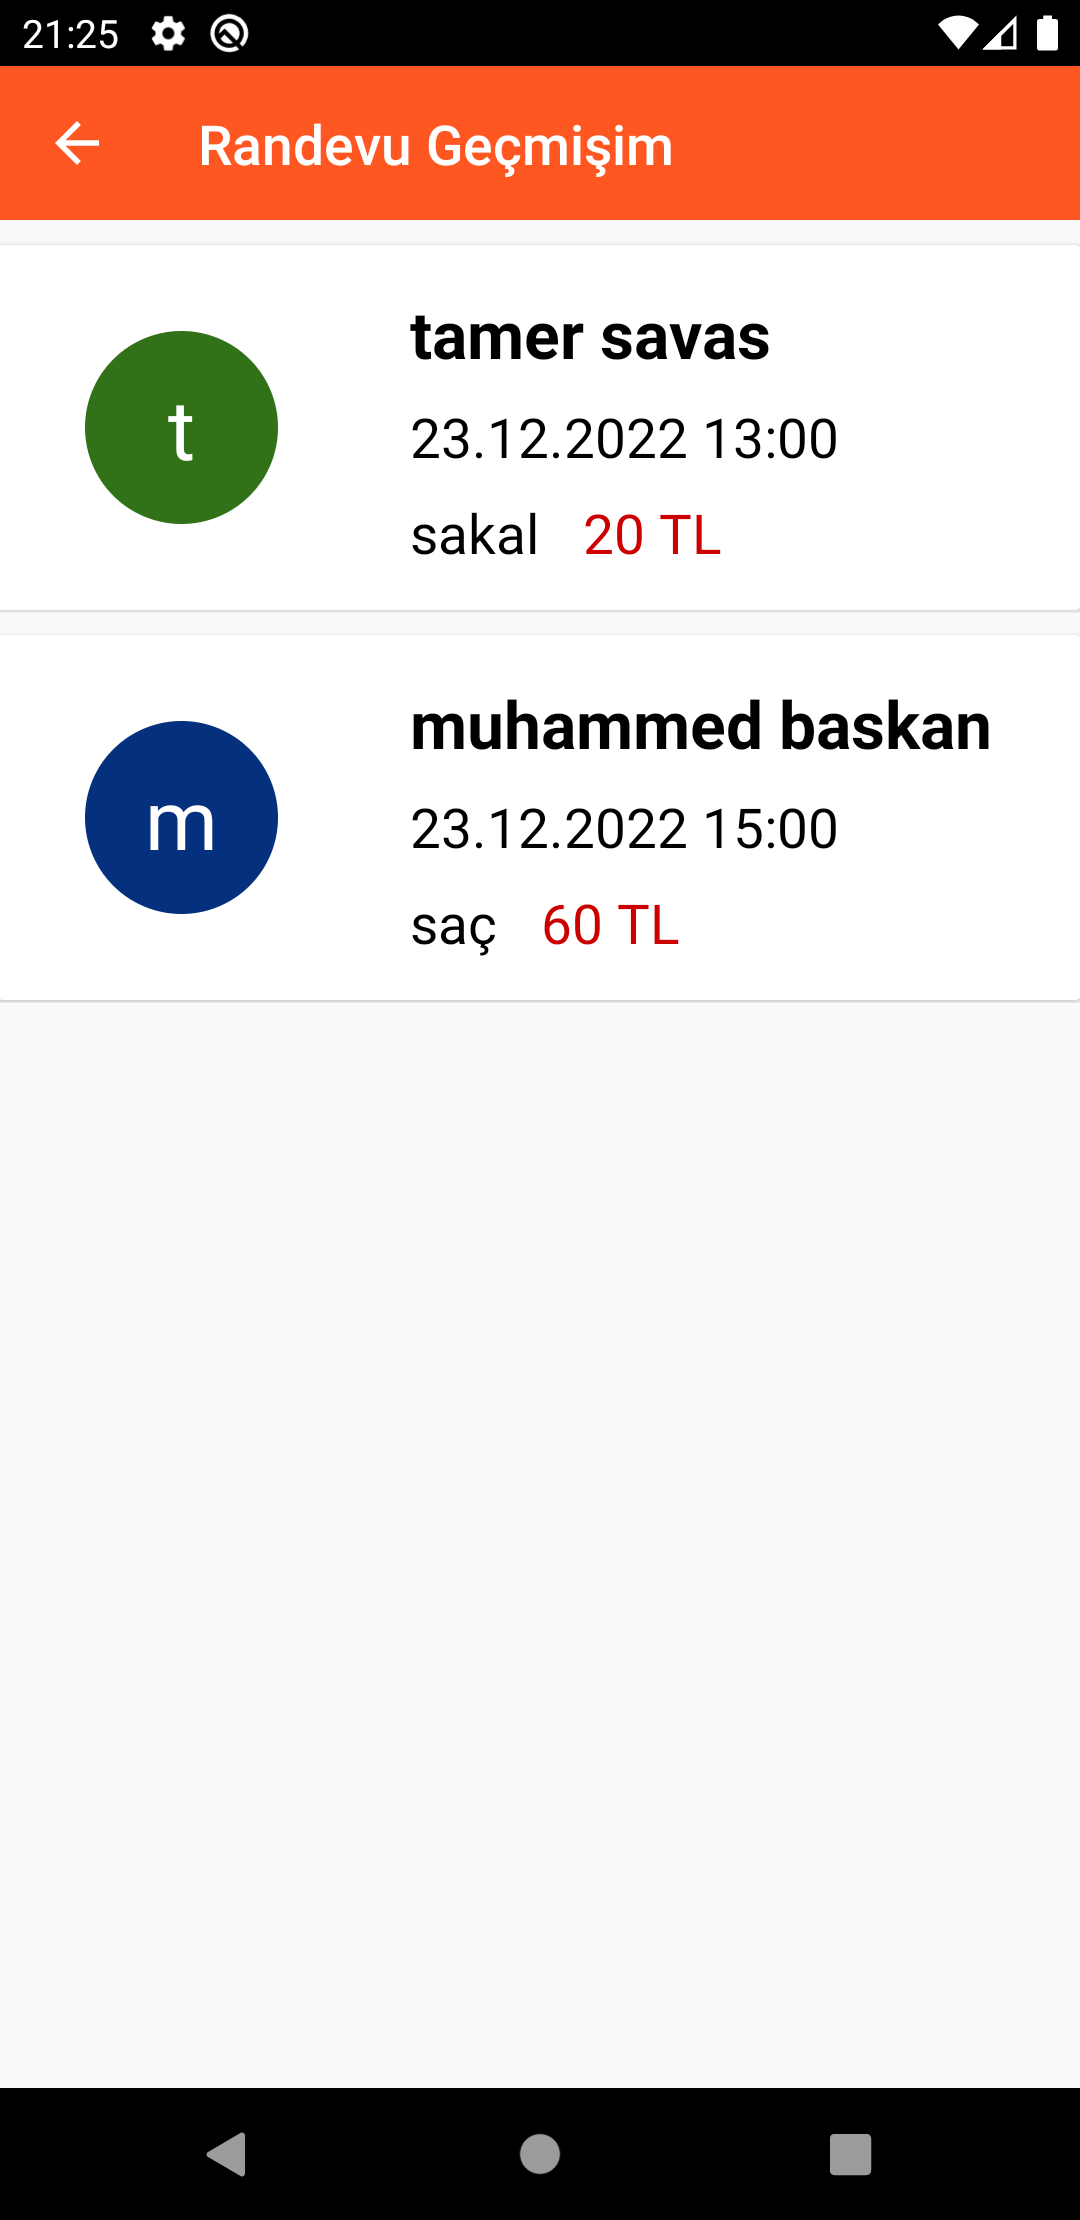 21:25
Randevu Geçmişim
t
tamer savas
23.12.2022 13:00
sakal 20 TL
m
muhammed baskan
23.12.2022 15:00
saç 60 TL